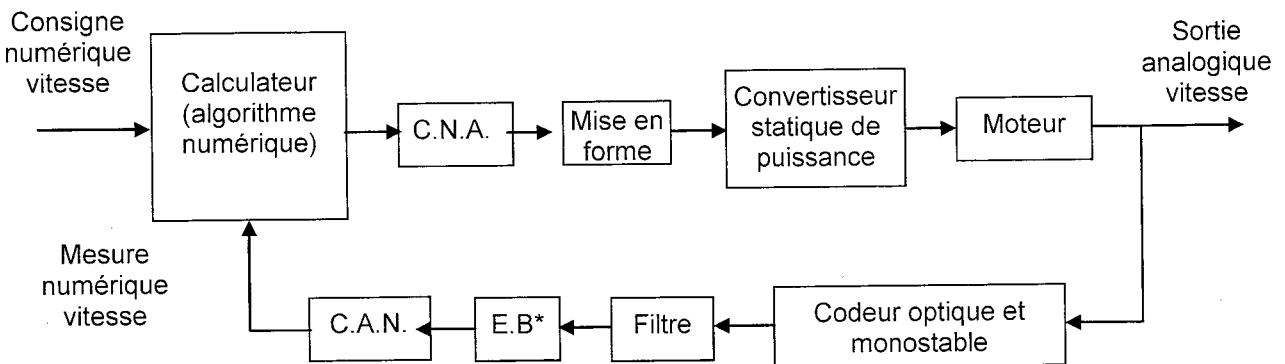 Consigne
numérique
vitesse
Calculateur
(algorithme
numérique)
C.N.A.
Mise en
forme
Convertisseur
statique de
puissance
Moteur
Sortie
analogique
vitesse
Mesure
numérique
vitesse
C.A.N.
E.B*
Filtre
Codeur optique et
monostable